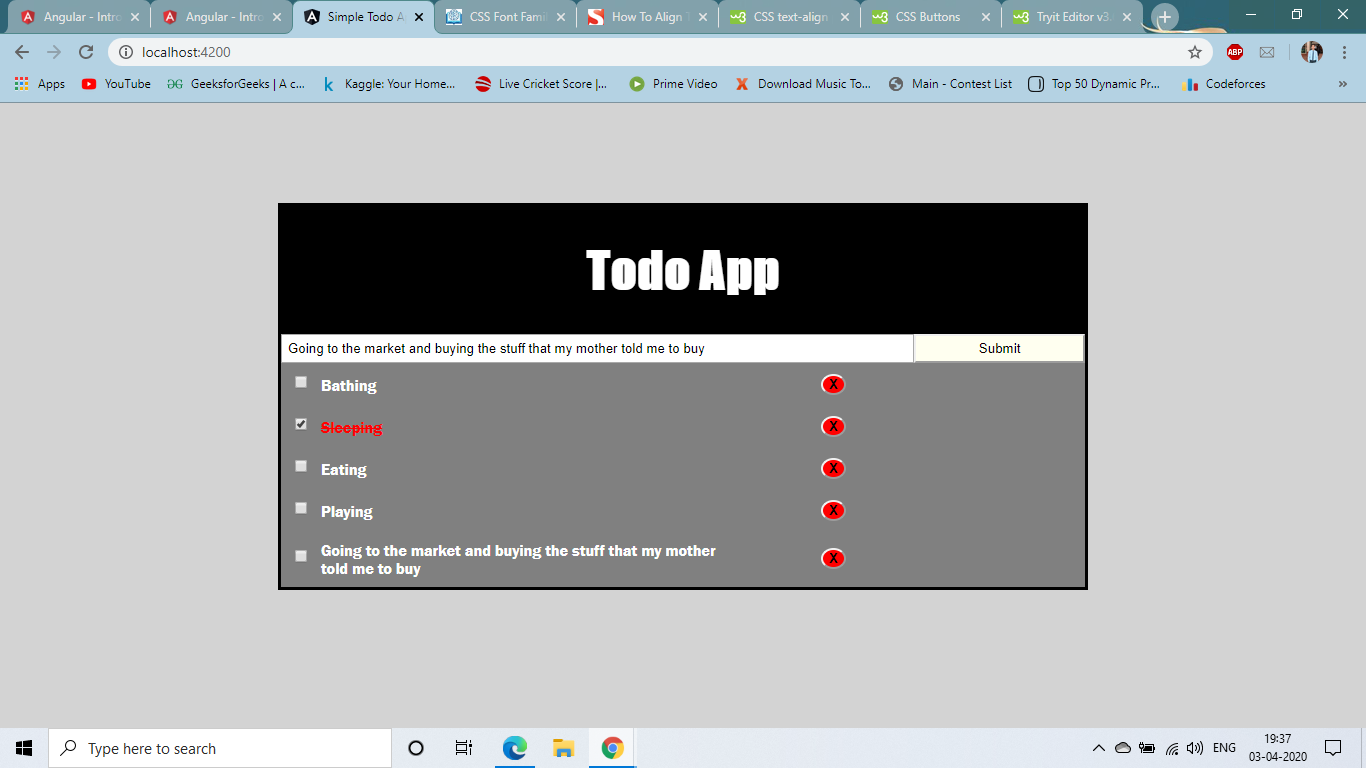 Angular - Intro
Angular - Intro
Simple Todo A
CSS Font Fami
How To Align T
CSS text-align
CSS Buttons
Tryit Editor v3.
localhost:4200
ABP
Apps
YouTube
GeeksforGeeks | A c...
Kaggle: Your Home...
Live Cricket Score |...
Prime Video
Download Music To...
Main - Contest List
Top 50 Dynamic Pr...
Codeforces
»
Todo App
Going to the market and buying the stuff that my mother told me to buy
Submit
Bathing
X
Sleeping
X
Eating
X
Playing
X
Going to the market and buying the stuff that my mother
told me to buy
X
Type here to search
ENG
19:37
03-04-2020